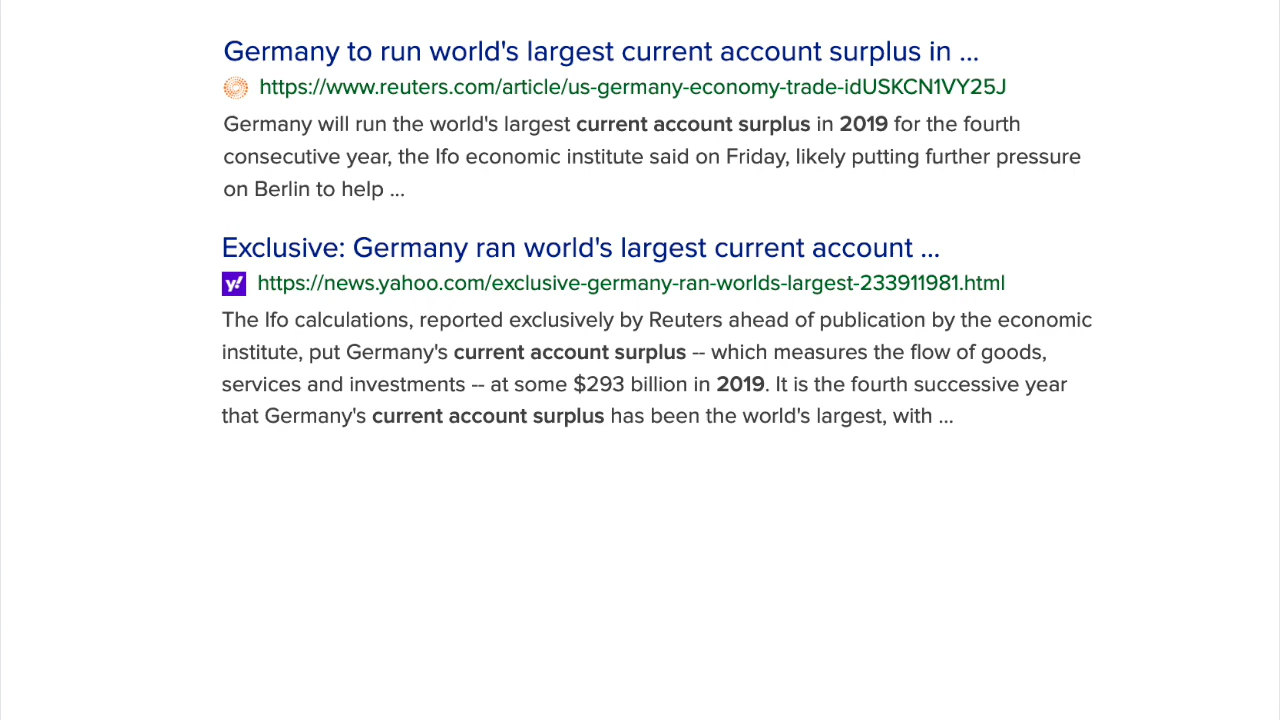 Germany to run world's largest current account surplus in ...
https://www.reuters.com/article/us-germany-economy-trade-idUSKCN1VY25J
Germany will run the world's largest current account surplus in 2019 for the fourth
consecutive year, the Ifo economic institute said on Friday, likely putting further pressure
on Berlin to help ...
Exclusive: Germany ran world's largest current account ...
y!
https://news.yahoo.com/exclusive-germany-ran-worlds-largest-233911981.html
The Ifo calculations, reported exclusively by Reuters ahead of publication by the economic
institute, put Germany's current account surplus -- which measures the flow of goods,
services and investments -- at some $293 billion in 2019. It is the fourth successive year
that Germany's current account surplus has been the world's largest, with ...